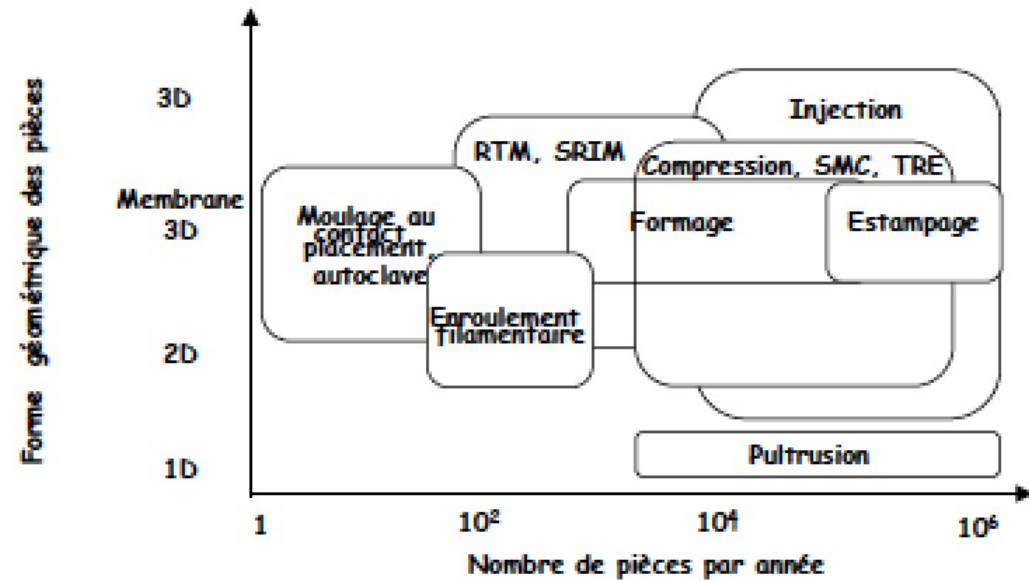 3D
Injection
RTM, SRIM
Compression, SMC, TRE
Membrane
3D
Moulage au
contact
placement,
autoclave
Formage
Estampage
Enroulement
filamentaire
2D
Pultrusion
1D
1
10²
10⁴
10⁶
Nombre de pièces par année
Forme géométrique des pièces